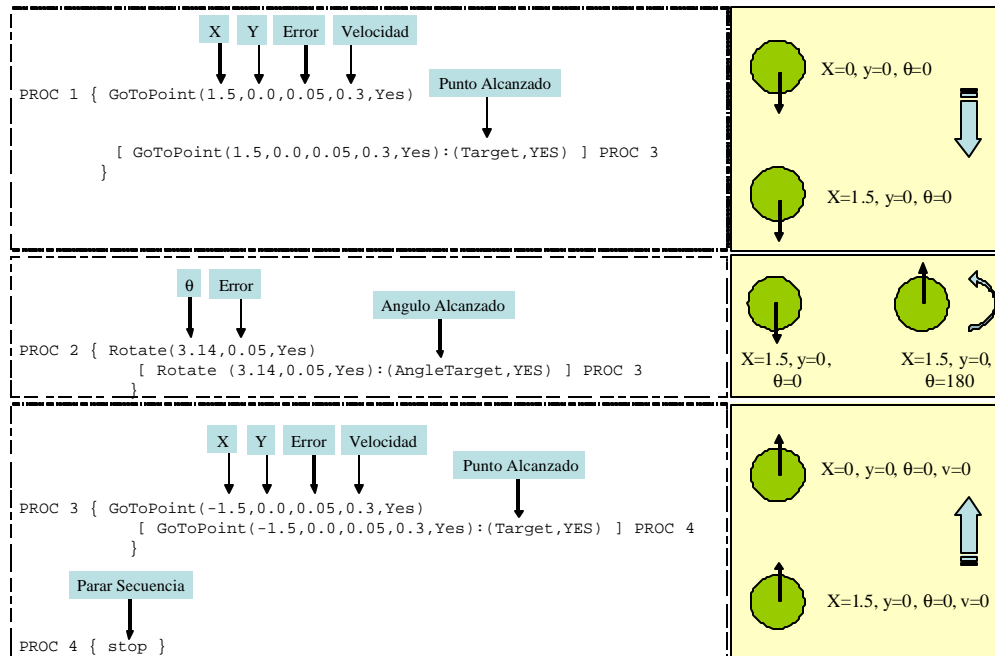 X Y Error Velocidad
Punto Alcanzado
PROC 1 { GoToPoint(1.5,0.0,0.05,0.3,Yes)
[ GoToPoint(1.5,0.0,0.05,0.3,Yes):(Target,YES) ] PROC 3
}
X=0, y=0, θ=0
X=1.5, y=0, θ=0
θ Error
Angulo Alcanzado
PROC 2 { Rotate(3.14,0.05,Yes)
[ Rotate (3.14,0.05,Yes):(AngleTarget,YES) ] PROC 3
}
X=1.5, y=0,
θ=0
X=1.5, y=0,
θ=180
X Y Error Velocidad
Punto Alcanzado
PROC 3 { GoToPoint(-1.5,0.0,0.05,0.3,Yes)
[ GoToPoint(-1.5,0.0,0.05,0.3,Yes):(Target,YES) ] PROC 4
}
Parar Secuencia
PROC 4 { stop }
X=0, y=0, θ=0, v=0
X=1.5, y=0, θ=0, v=0